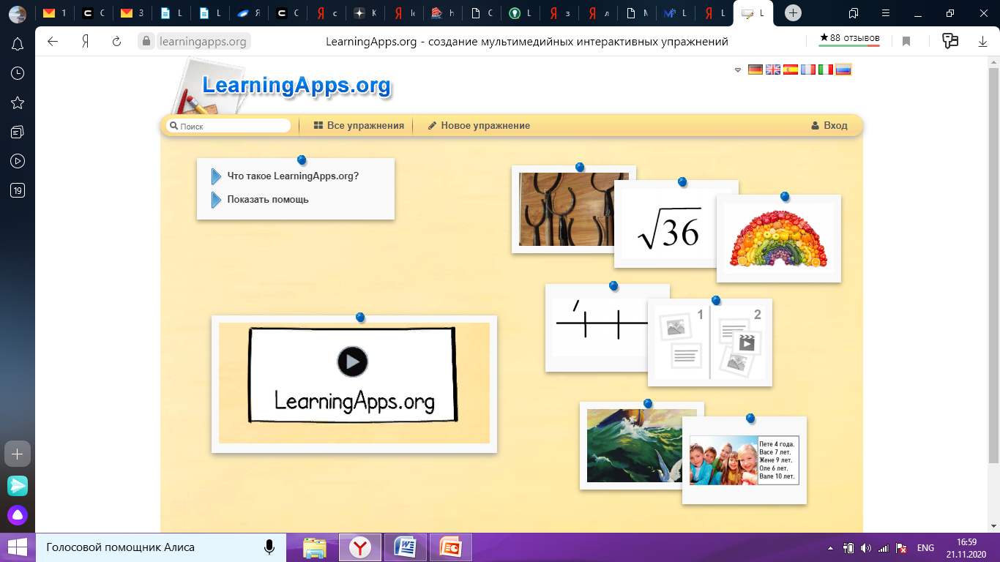 1
С
З
L
L
Я
С
Я с
К
Я le
h
С
L
Я з
Я л
М
L
Я L
L
Я
learningapps.org
LearningApps.org - создание мультимедийных интерактивных упражнений
★88 отзывов
LearningApps.org
Поиск
Все упражнения
Новое упражнение
Вход
Что такое LearningApps.org?
Показать помощь
√36
1
2
LearningApps.org
Пете 4 года.
Васе 7 лет.
Жене 9 лет.
Оле 6 лет.
Вале 10 лет.
19
Голосовой помощник Алиса
ENG
16:59
21.11.2020